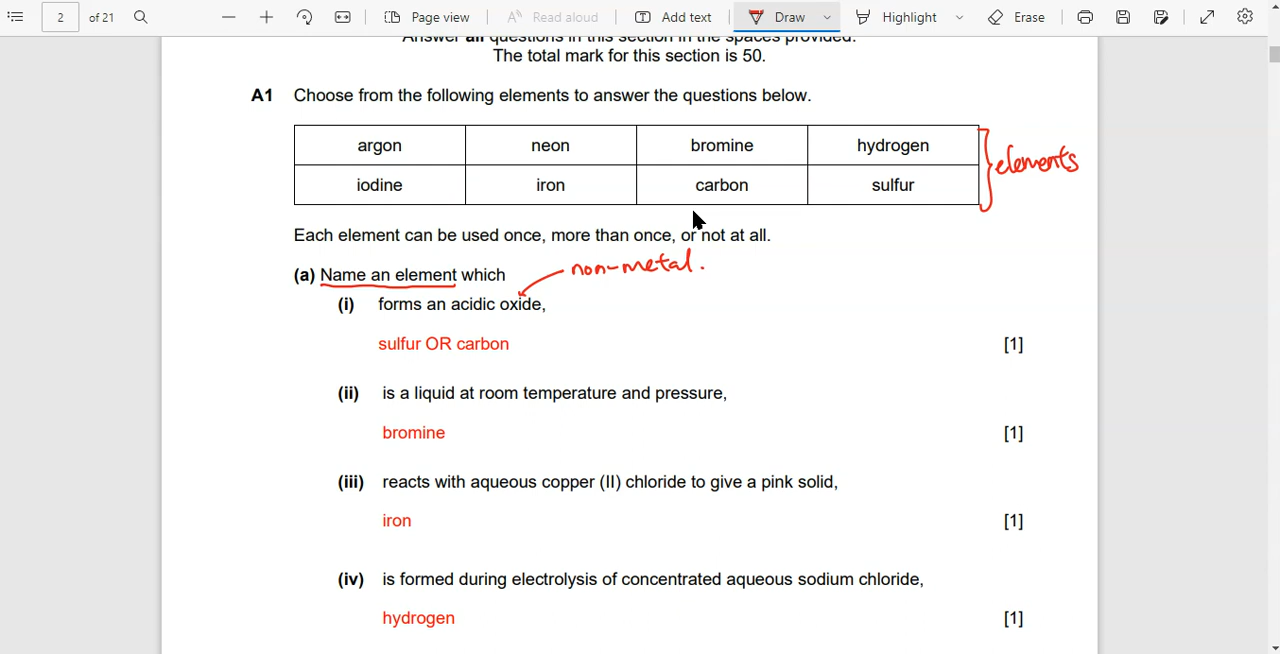 2 of 21 Page view Read aloud Add text Draw Highlight Erase
Answer all questions in this section in the spaces provided.
The total mark for this section is 50.
A1 Choose from the following elements to answer the questions below.
argon neon bromine hydrogen
elements
iodine iron carbon sulfur
Each element can be used once, more than once, or not at all.
non-metal.
(a) Name an element which
(i) forms an acidic oxide,
sulfur OR carbon [1]
(ii) is a liquid at room temperature and pressure,
bromine [1]
(iii) reacts with aqueous copper (II) chloride to give a pink solid,
iron [1]
(iv) is formed during electrolysis of concentrated aqueous sodium chloride,
hydrogen [1]